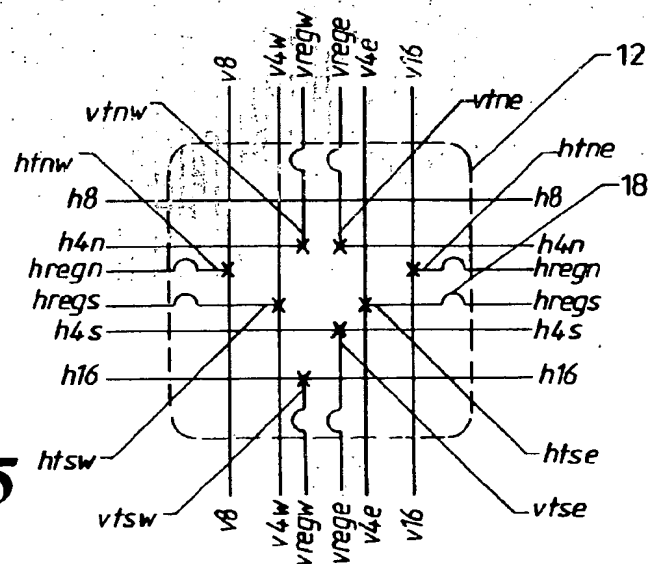 v8 v4w vregw vrege v4e v16
12
vtnw vtne
htnw htne
h8 h8
18
h4n h4n
hregn hregn
hregs hregs
h4s h4s
h16 h16
5
htsw htse
vtsw vtse
v8 v4w vregw vrege v4e v16